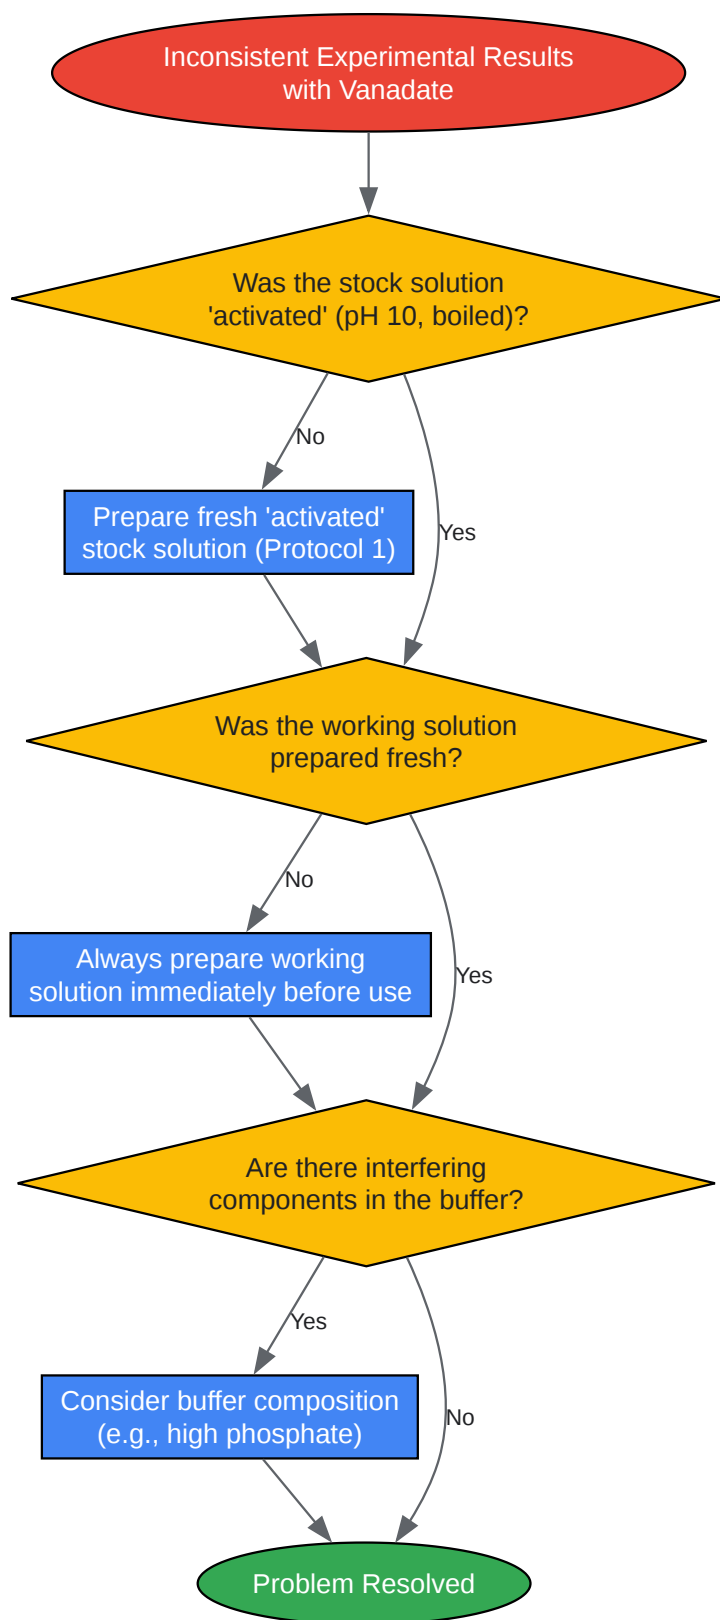 Inconsistent Experimental Results
with Vanadate
Was the stock solution
'activated' (pH 10, boiled)?
No
Prepare fresh 'activated'
stock solution (Protocol 1)
Yes
Was the working solution
prepared fresh?
No
Always prepare working
solution immediately before use
Yes
Are there interfering
components in the buffer?
Yes
Consider buffer composition
(e.g., high phosphate)
No
Problem Resolved